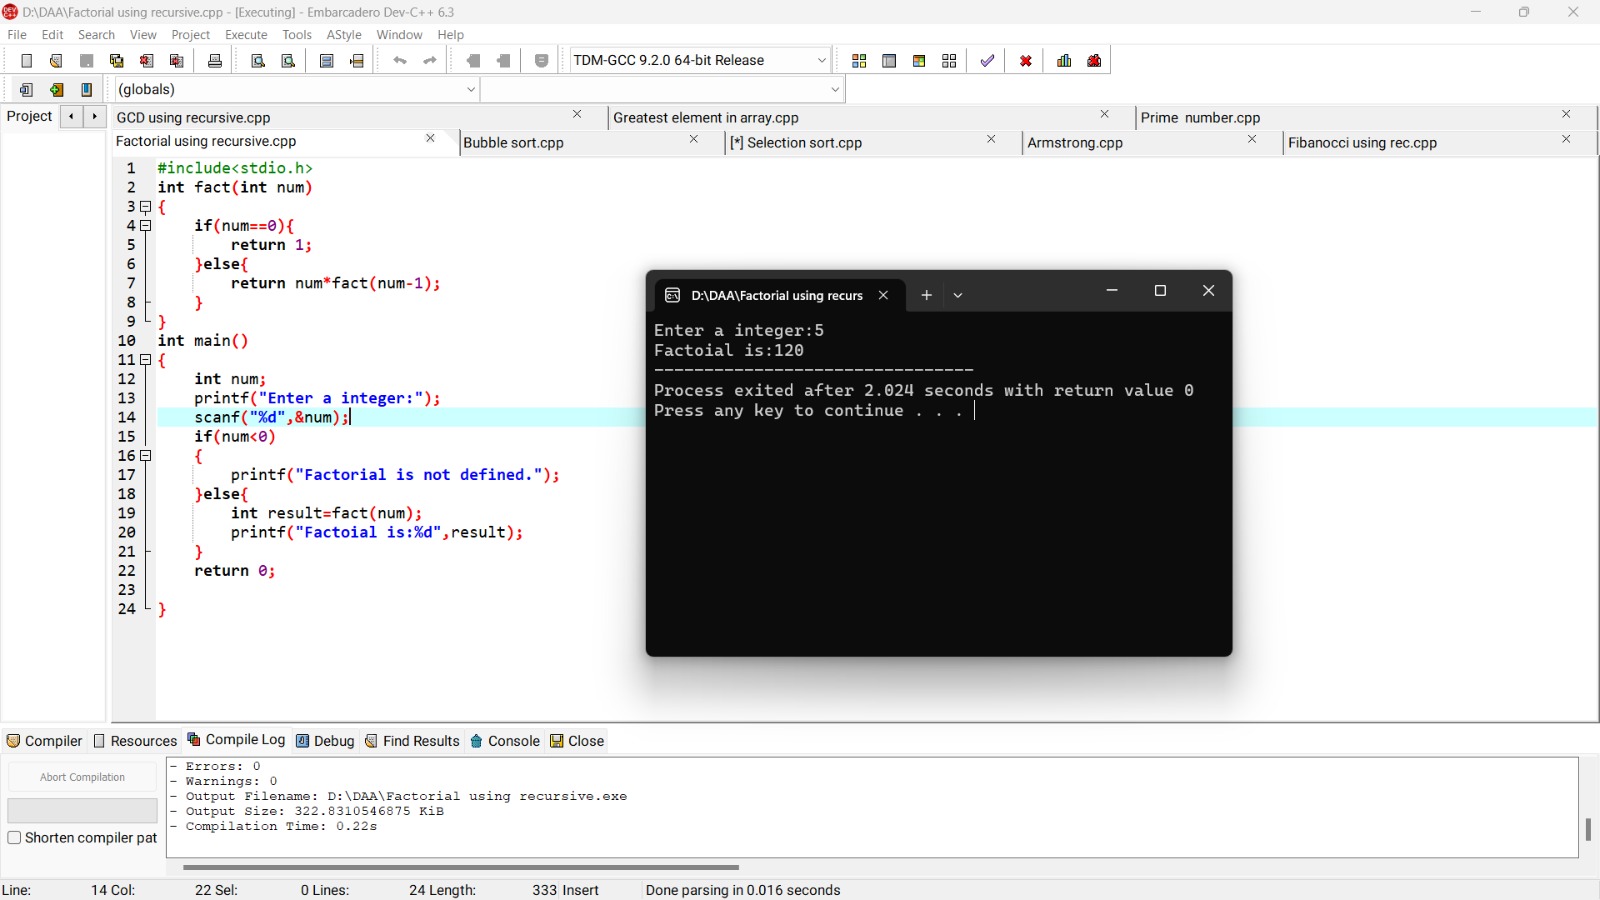 D:\DAA\Factorial using recursive.cpp - [Executing] - Embarcadero Dev-C++ 6.3
File Edit Search View Project Execute Tools AStyle Window Help
TDM-GCC 9.2.0 64-bit Release
(globals)
Project
GCD using recursive.cpp Greatest element in array.cpp Prime number.cpp
Factorial using recursive.cpp Bubble sort.cpp [*] Selection sort.cpp Armstrong.cpp Fibanocci using rec.cpp
1 #include<stdio.h>
2 int fact(int num)
3 {
4 if(num==0){
5 return 1;
6 }else{
7 return num*fact(num-1);
8 }
9 }
10 int main()
11 {
12 int num;
13 printf("Enter a integer:");
14 scanf("%d",&num);
15 if(num<0)
16 {
17 printf("Factorial is not defined.");
18 }else{
19 int result=fact(num);
20 printf("Factoial is:%d",result);
21 }
22 return 0;
23
24 }
D:\DAA\Factorial using recurs
Enter a integer:5
Factoial is:120
--------------------------------
Process exited after 2.024 seconds with return value 0
Press any key to continue . . .
Compiler Resources Compile Log Debug Find Results Console Close
Abort Compilation
Shorten compiler pat
- Errors: 0
- Warnings: 0
- Output Filename: D:\DAA\Factorial using recursive.exe
- Output Size: 322.8310546875 KiB
- Compilation Time: 0.22s
Line: 14 Col: 22 Sel: 0 Lines: 24 Length: 333 Insert Done parsing in 0.016 seconds